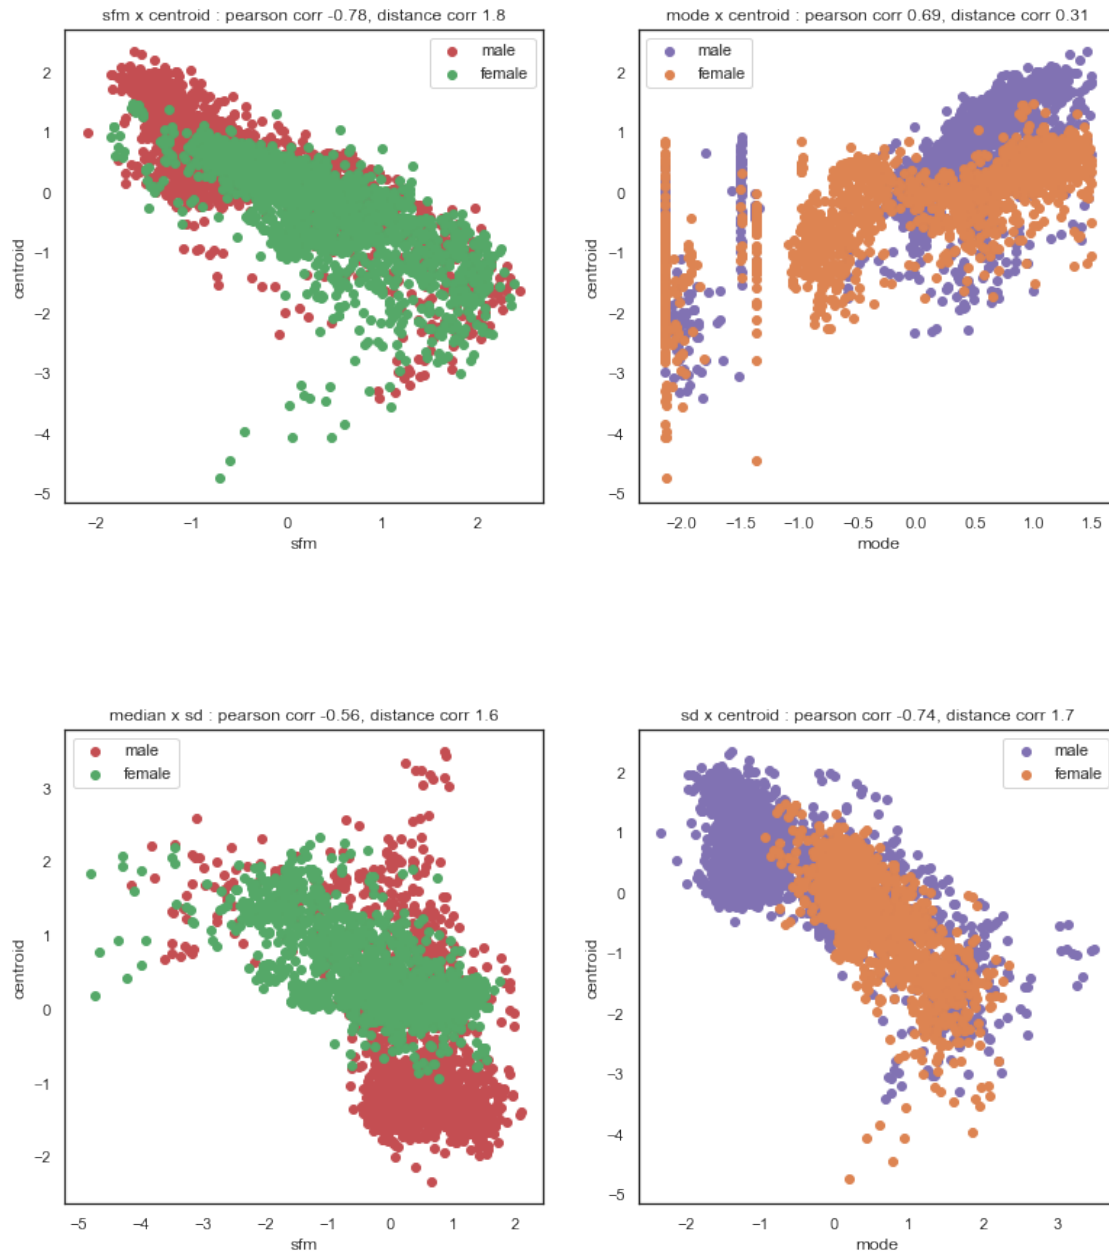 sfm x centroid : pearson corr -0.78, distance corr 1.8
male
female
2
1
0
−1
−2
−3
−4
−5
centroid
−2
−1
0
1
2
sfm
mode x centroid : pearson corr 0.69, distance corr 0.31
male
female
2
1
0
−1
−2
−3
−4
−5
centroid
−2.0
−1.5
−1.0
−0.5
0.0
0.5
1.0
1.5
mode
median x sd : pearson corr -0.56, distance corr 1.6
male
female
3
2
1
0
−1
−2
centroid
−5
−4
−3
−2
−1
0
1
2
sfm
sd x centroid : pearson corr -0.74, distance corr 1.7
male
female
2
1
0
−1
−2
−3
−4
−5
centroid
−2
−1
0
1
2
3
mode